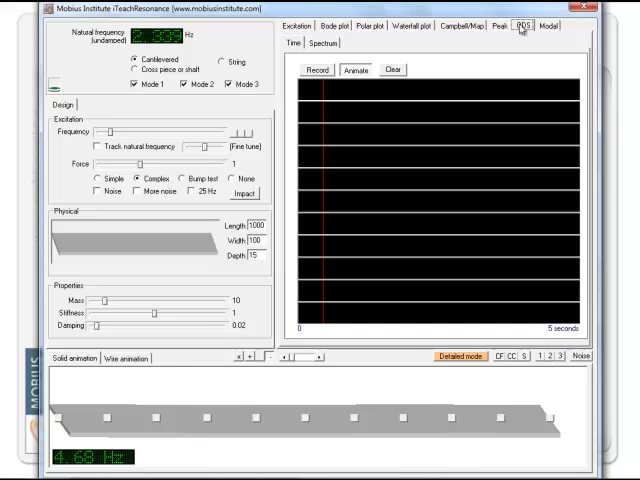 Mobius Institute iTeachResonance [www.mobiusinstitute.com]
Natural frequency (undamped) 2.339 Hz
Cantilevered
String
Cross piece or shaft
Mode 1 Mode 2 Mode 3
Design
Excitation
Frequency
Track natural frequency [Fine tune]
Force 1
Simple Complex Bump test None
Noise More noise 25 Hz Impact
Physical
Length 1000
Width 100
Depth 15
Properties
Mass 10
Stiffness 1
Damping 0.02
Excitation Bode plot Polar plot Waterfall plot Campbell/Map Peak ODS Modal
Time Spectrum
Record Animate Clear
0 5 seconds
Solid animation Wire animation x + - Detailed mode CF CC S 1 2 3 Noise
4.68 Hz
MOBIUS